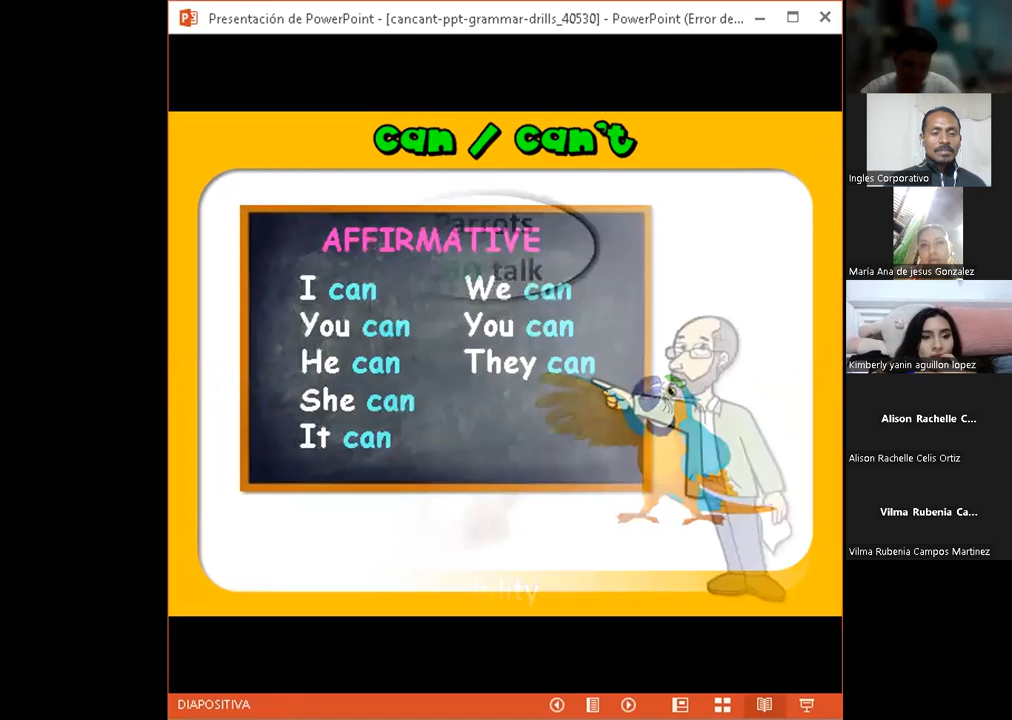 Presentación de PowerPoint - [cancant-ppt-grammar-drills_40530] - PowerPoint (Error de...
can / can't
Parrots
talk
AFFIRMATIVE
I can
You can
He can
She can
It can
We can
You can
They can
DIAPOSITIVA
Ingles Corporativo
María Ana de jesus Gonzalez
Kimberly yanin aguillon lopez
Alison Rachelle C...
Alison Rachelle Celis Ortiz
Vilma Rubenia Ca...
Vilma Rubenia Campos Martinez